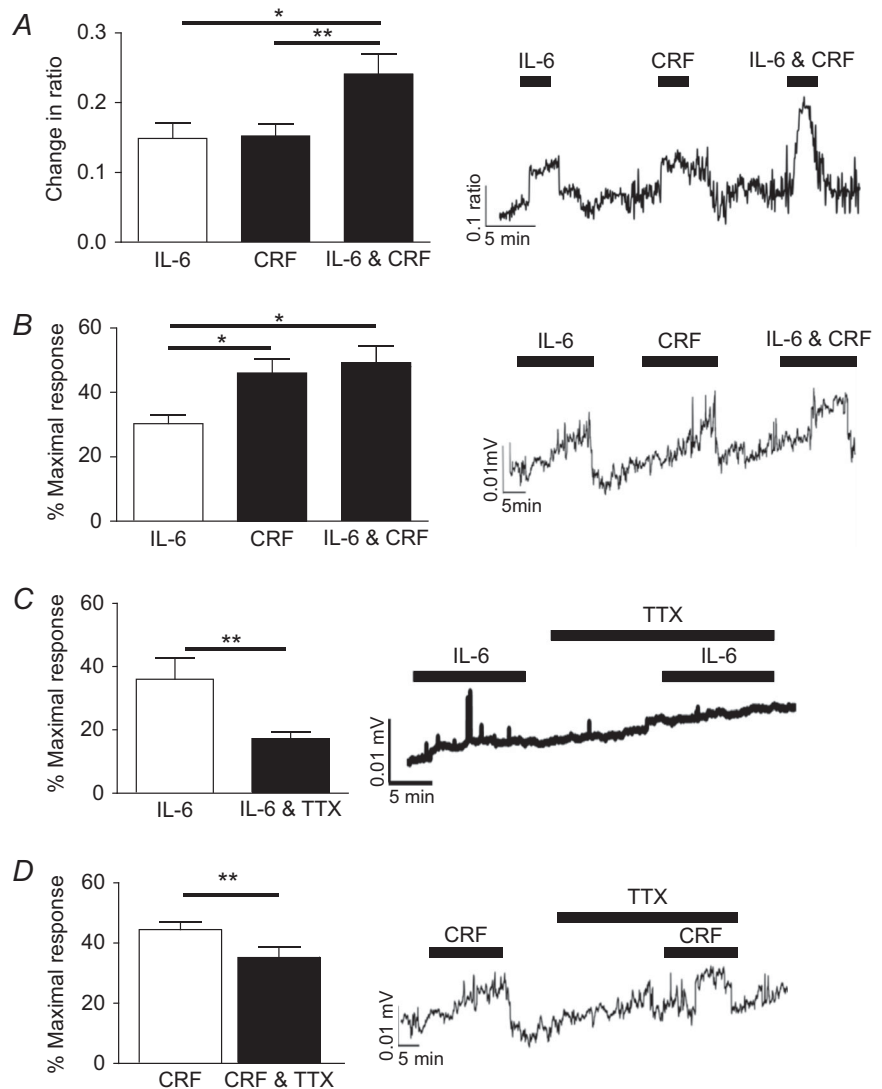 A
*
**
0.3
0.2
0.1
0.0
Change in ratio
IL-6
CRF
IL-6 & CRF
IL-6
CRF
IL-6 & CRF
0.1 ratio
5 min
B
*
*
60
40
20
0
% Maximal response
IL-6
CRF
IL-6 & CRF
IL-6
CRF
IL-6 & CRF
0.01mV
5min
C
**
60
40
20
0
% Maximal response
IL-6
IL-6 & TTX
TTX
IL-6
IL-6
0.01 mV
5 min
D
**
60
40
20
0
% Maximal response
CRF
CRF & TTX
TTX
CRF
CRF
0.01 mV
5 min